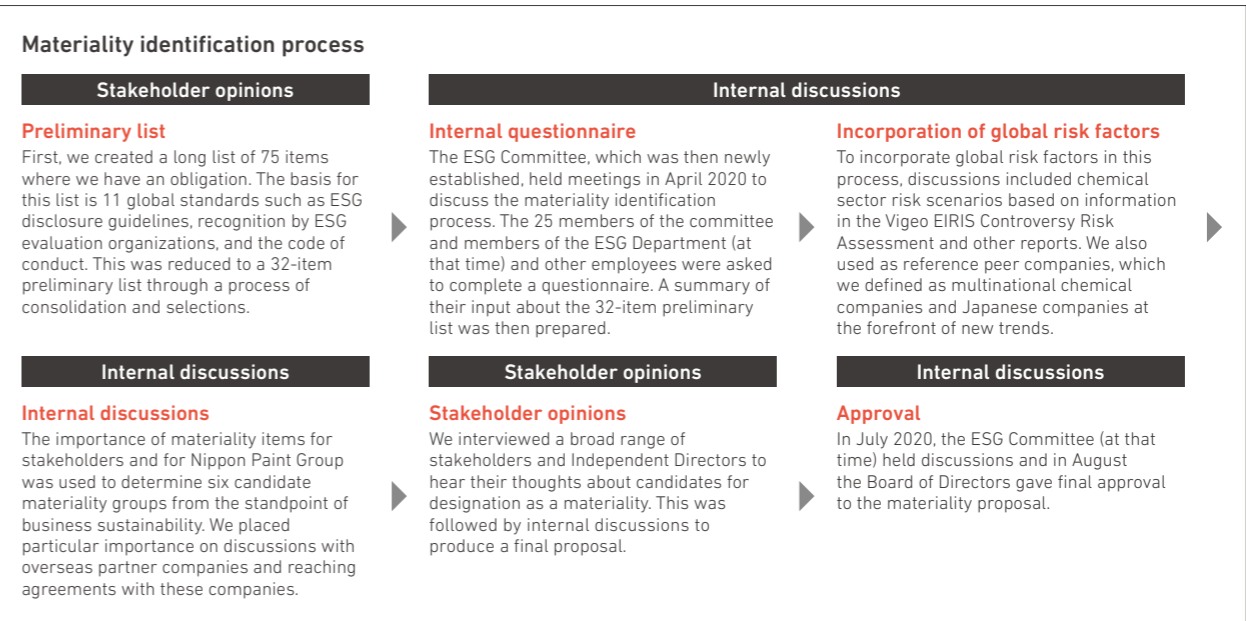 Materiality identification process
Stakeholder opinions
Preliminary list
First, we created a long list of 75 items
where we have an obligation. The basis for
this list is 11 global standards such as ESG
disclosure guidelines, recognition by ESG
evaluation organizations, and the code of
conduct. This was reduced to a 32-item
preliminary list through a process of
consolidation and selections.
Internal discussions
Internal questionnaire
The ESG Committee, which was then newly
established, held meetings in April 2020 to
discuss the materiality identification
process. The 25 members of the committee
and members of the ESG Department (at
that time) and other employees were asked
to complete a questionnaire. A summary of
their input about the 32-item preliminary
list was then prepared.
Incorporation of global risk factors
To incorporate global risk factors in this
process, discussions included chemical
sector risk scenarios based on information
in the Vigeo EIRIS Controversy Risk
Assessment and other reports. We also
used as reference peer companies, which
we defined as multinational chemical
companies and Japanese companies at
the forefront of new trends.
Internal discussions
Internal discussions
The importance of materiality items for
stakeholders and for Nippon Paint Group
was used to determine six candidate
materiality groups from the standpoint of
business sustainability. We placed
particular importance on discussions with
overseas partner companies and reaching
agreements with these companies.
Stakeholder opinions
Stakeholder opinions
We interviewed a broad range of
stakeholders and Independent Directors to
hear their thoughts about candidates for
designation as a materiality. This was
followed by internal discussions to
produce a final proposal.
Internal discussions
Approval
In July 2020, the ESG Committee (at that
time) held discussions and in August
the Board of Directors gave final approval
to the materiality proposal.